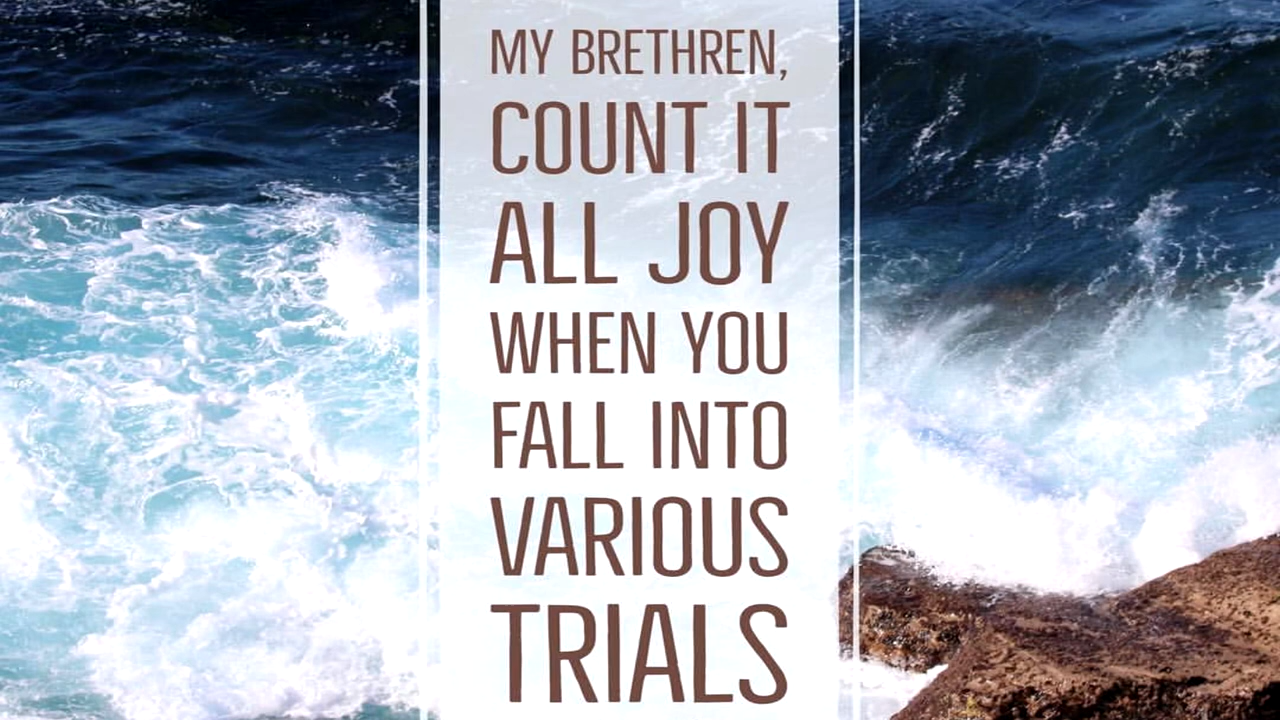 MY BRETHREN,
COUNT IT
ALL JOY
WHEN YOU
FALL INTO
VARIOUS
TRIALS